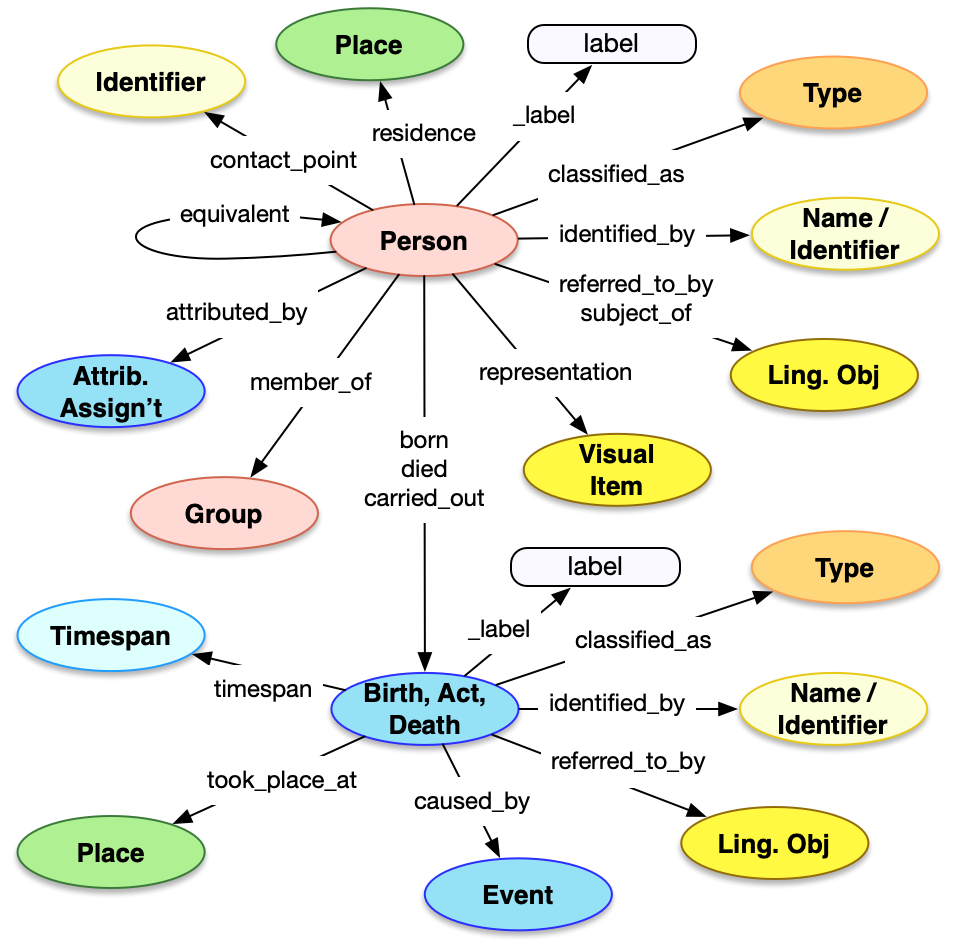 Place
label
Identifier
Type
_label
residence
contact_point
classified_as
equivalent
Person
identified_by
Name /
Identifier
referred_to_by
subject_of
attributed_by
Attrib.
Assign’t
member_of
representation
Ling. Obj
born
died
carried_out
Visual
Item
Group
label
Type
Timespan
_label
classified_as
timespan
Birth, Act,
Death
identified_by
Name /
Identifier
took_place_at
referred_to_by
caused_by
Place
Ling. Obj
Event